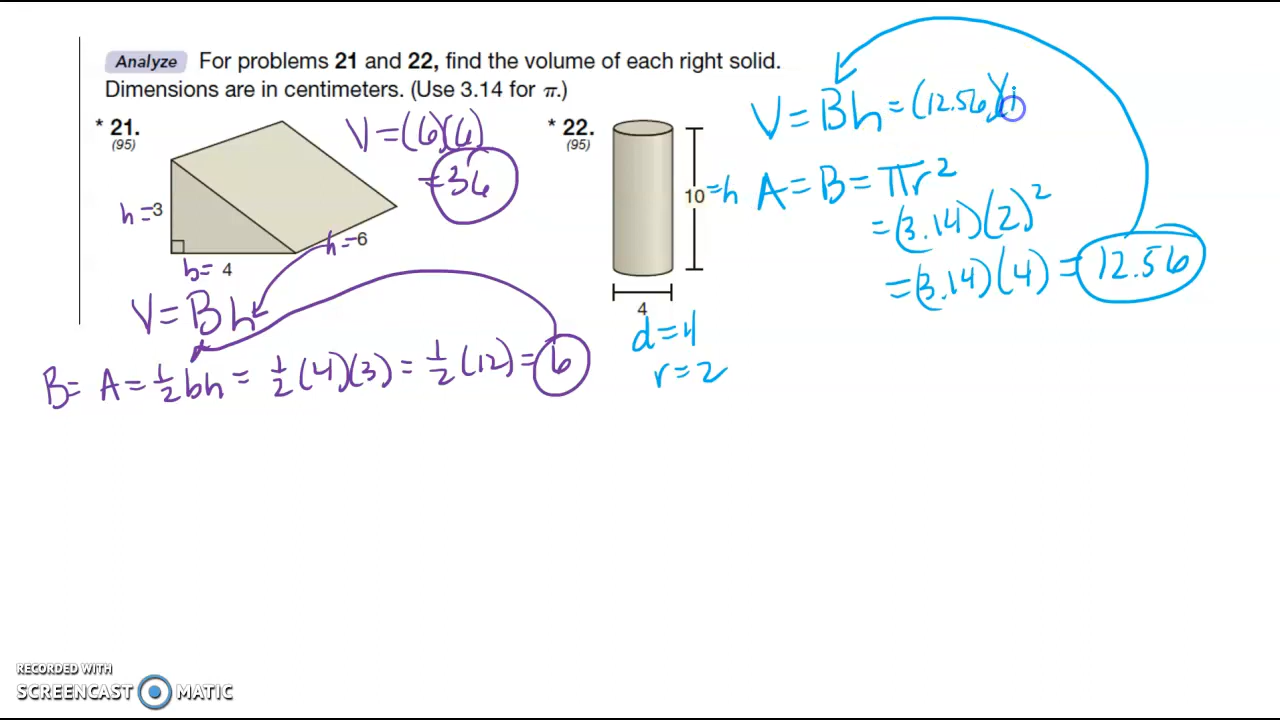 Analyze For problems 21 and 22, find the volume of each right solid.
Dimensions are in centimeters. (Use 3.14 for π.)
* 21.
(95)
V = (6)(6)
= 36
h = 3
b = 4
h = 6
V = Bh
B = A = 1/2 bh = 1/2 (4)(3) = 1/2 (12) = 6
* 22.
(95)
10 = h
4
d = 4
r = 2
V = Bh = (12.56)(1
A = B = πr²
= (3.14)(2)²
= (3.14)(4) = 12.56
RECORDED WITH
SCREENCAST MATIC